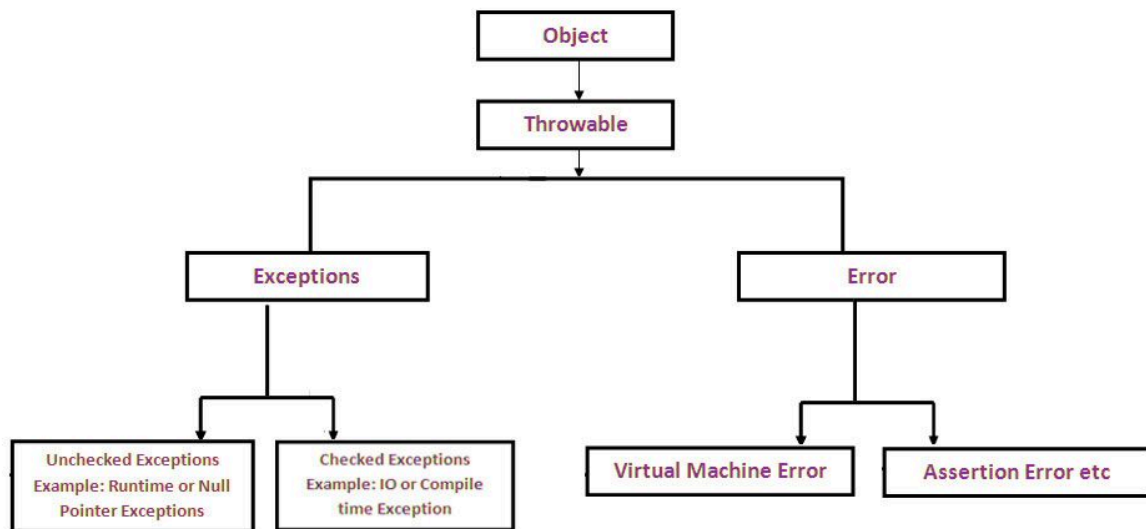 Object
Throwable
Exceptions
Error
Unchecked Exceptions
Example: Runtime or Null
Pointer Exceptions
Checked Exceptions
Example: IO or Compile
time Exception
Virtual Machine Error
Assertion Error etc